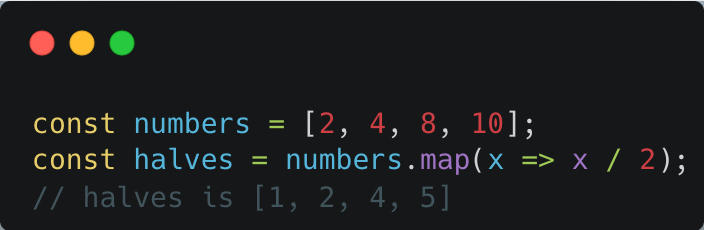 const numbers = [2, 4, 8, 10];
const halves = numbers.map(x => x / 2);
// halves is [1, 2, 4, 5]